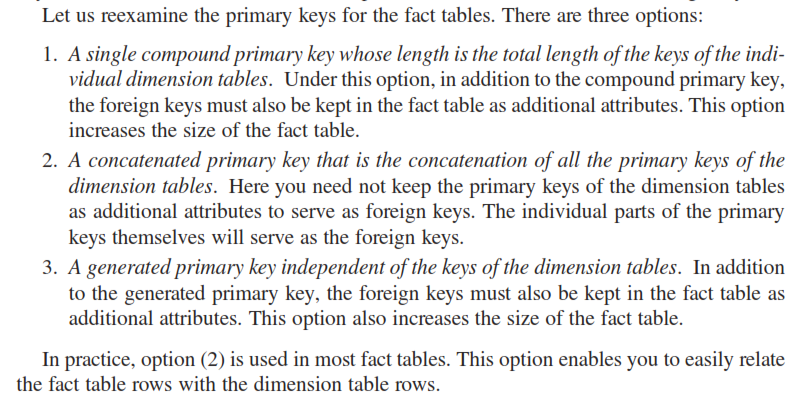 Let us reexamine the primary keys for the fact tables. There are three options:
1. A single compound primary key whose length is the total length of the keys of the indi-
vidual dimension tables. Under this option, in addition to the compound primary key,
the foreign keys must also be kept in the fact table as additional attributes. This option
increases the size of the fact table.
2. A concatenated primary key that is the concatenation of all the primary keys of the
dimension tables. Here you need not keep the primary keys of the dimension tables
as additional attributes to serve as foreign keys. The individual parts of the primary
keys themselves will serve as the foreign keys.
3. A generated primary key independent of the keys of the dimension tables. In addition
to the generated primary key, the foreign keys must also be kept in the fact table as
additional attributes. This option also increases the size of the fact table.
In practice, option (2) is used in most fact tables. This option enables you to easily relate
the fact table rows with the dimension table rows.